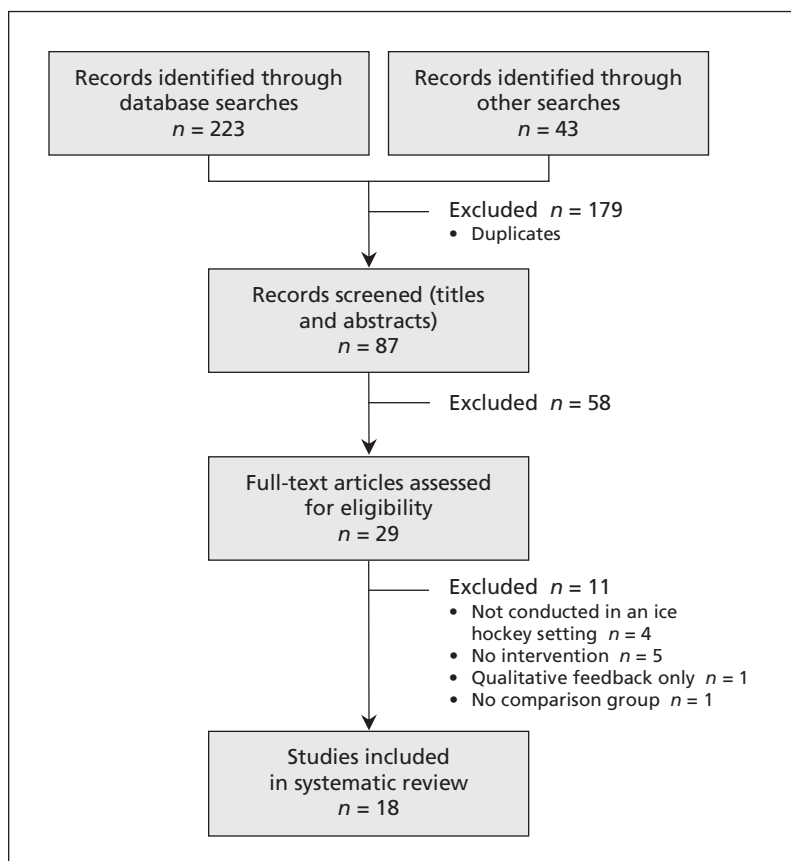 Records identified through
database searches
n = 223
Records identified through
other searches
n = 43
Excluded n = 179
• Duplicates
Records screened (titles
and abstracts)
n = 87
Excluded n = 58
Full-text articles assessed
for eligibility
n = 29
Excluded n = 11
• Not conducted in an ice
hockey setting n = 4
• No intervention n = 5
• Qualitative feedback only n = 1
• No comparison group n = 1
Studies included
in systematic review
n = 18